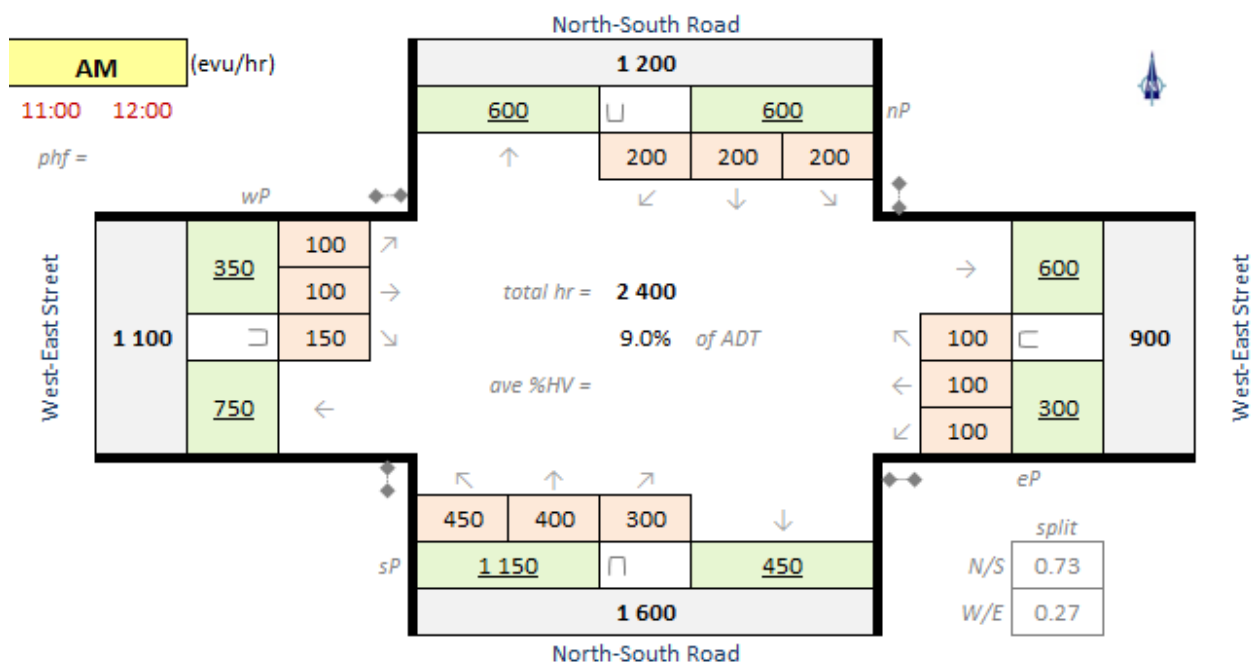 North-South Road
AM (evu/hr) 1 200
11:00 12:00 600 600 nP
phf = 200 200 200
wP
100
350 600
100 total hr = 2 400
West-East Street 1 100 150 9.0% of ADT 100 900 West-East Street
ave %HV = 100
750 300
100
eP
450 400 300 split
sP 1 150 450 N/S 0.73
1 600 W/E 0.27
North-South Road